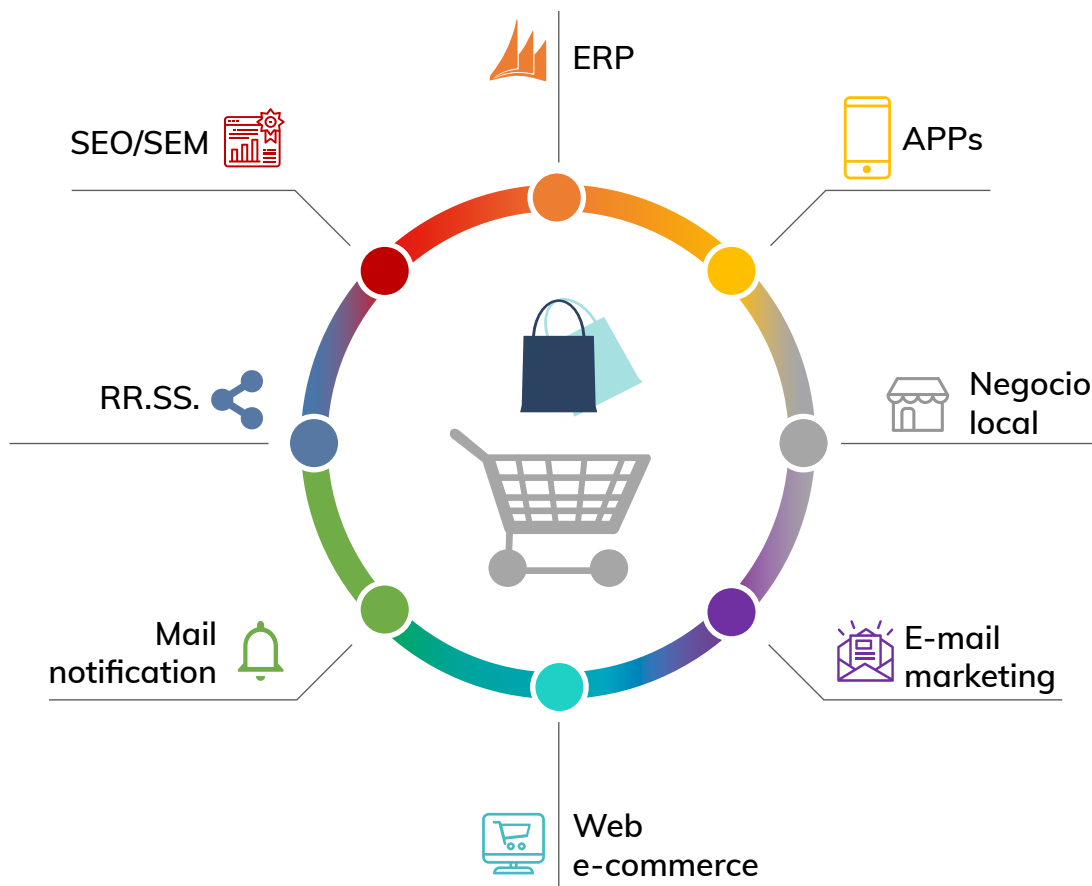 ERP
SEO/SEM
APPs
RR.SS.
Negocio
local
Mail
notification
E-mail
marketing
Web
e-commerce